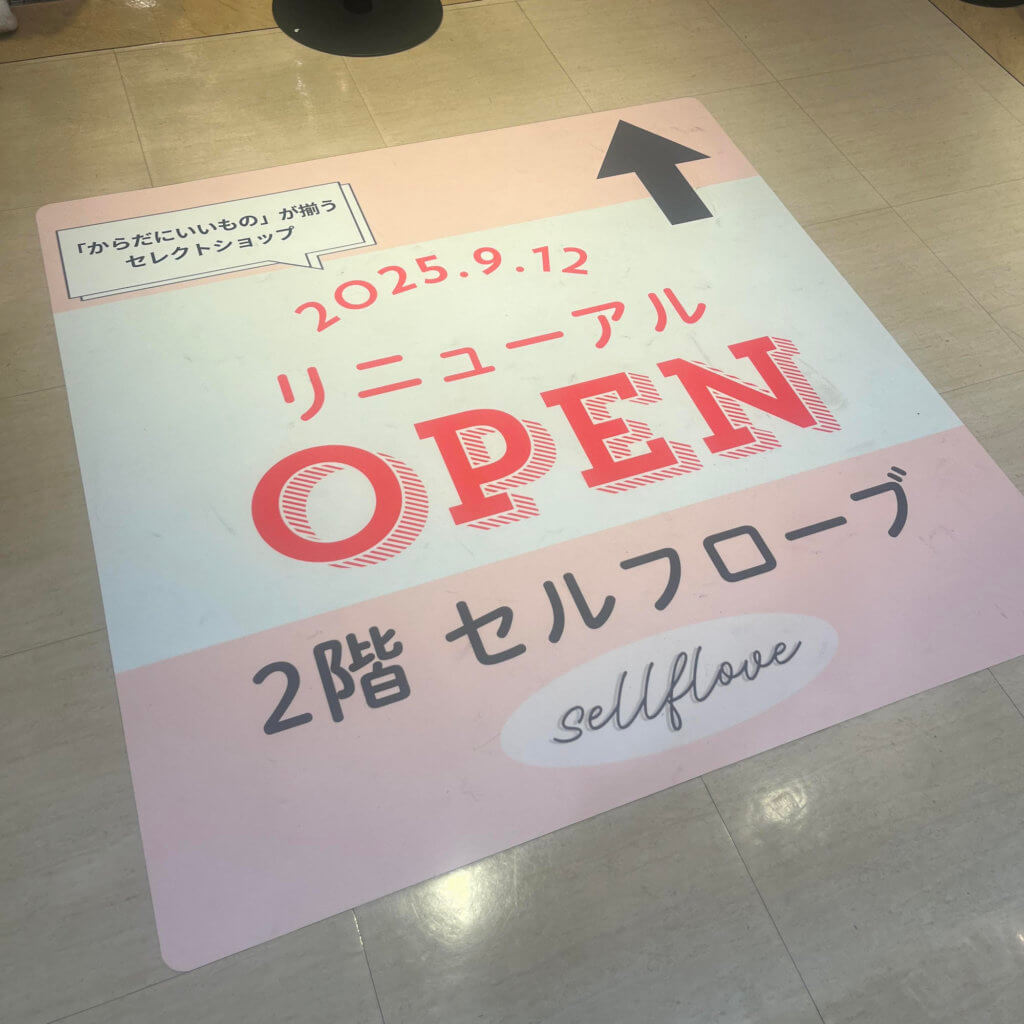 「からだにいいもの」が揃う
セレクトショップ
2025.9.12
リニューアル
OPEN
2階 セルフローブ
sellflove